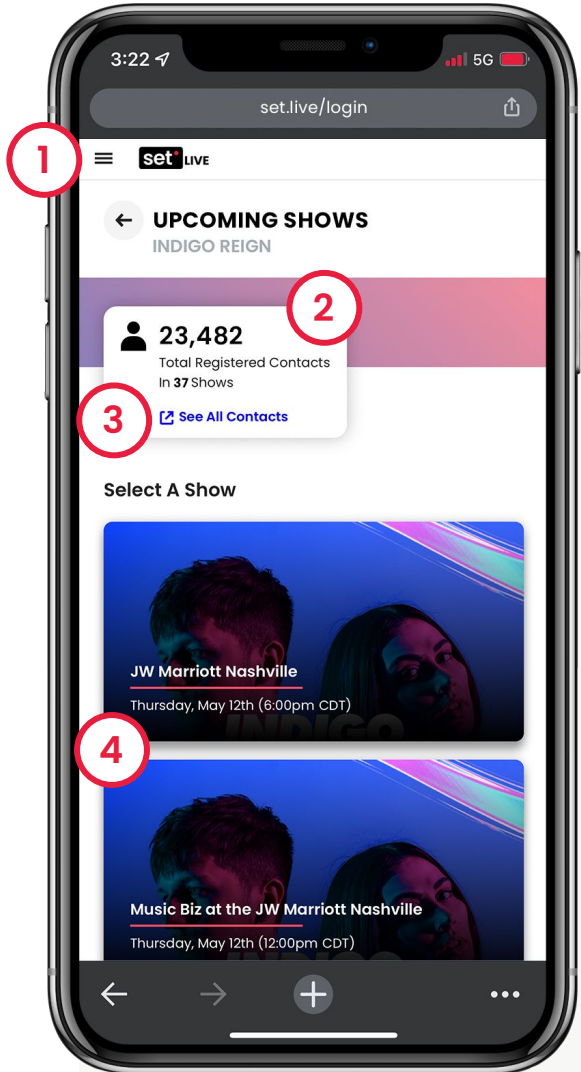 3:22
5G
set.live/login
1
set LIVE
UPCOMING SHOWS
INDIGO REIGN
2
23,482
Total Registered Contacts
In 37 Shows
3
See All Contacts
Select A Show
JW Marriott Nashville
Thursday, May 12th (6:00pm CDT)
INDIGO
4
Music Biz at the JW Marriott Nashville
Thursday, May 12th (12:00pm CDT)